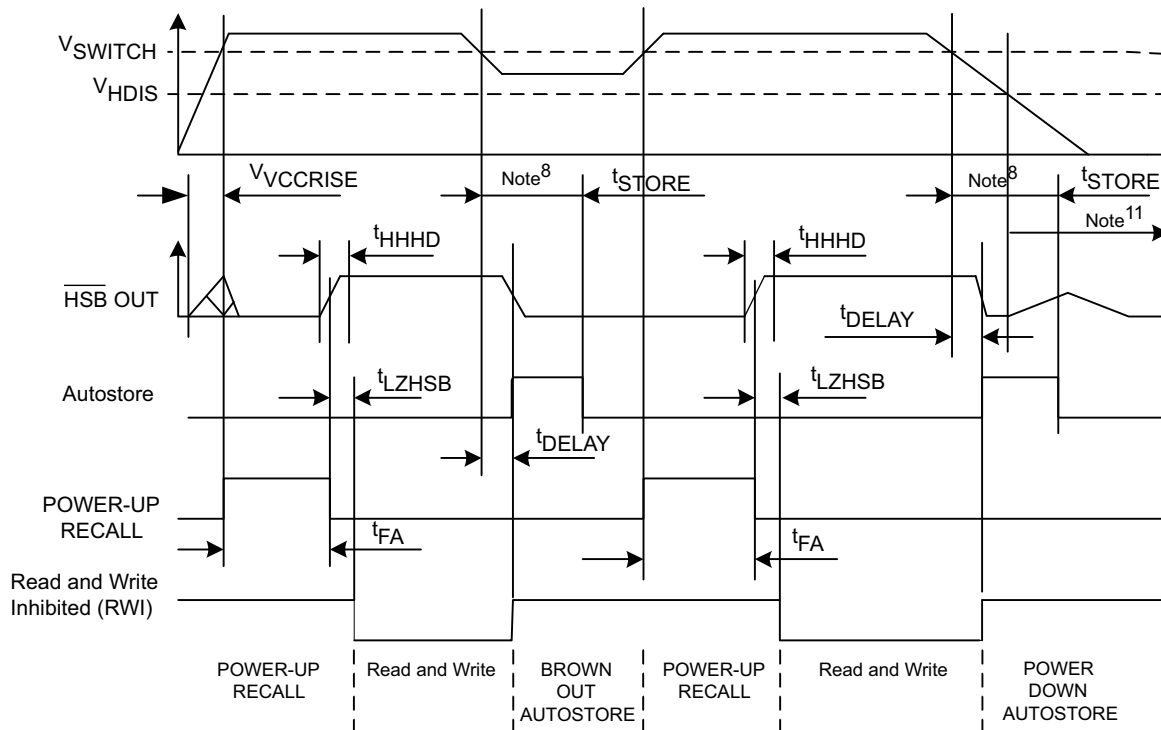 VSWITCH
VHDIS
VVCCRISE
Note8
tSTORE
Note8
tSTORE
Note11
tHHHD
tHHHD
HSB OUT
tDELAY
tLZHSB
tLZHSB
Autostore
tDELAY
POWER-UP
RECALL
tFA
tFA
Read and Write
Inhibited (RWI)
POWER-UP
RECALL
Read and Write
BROWN
OUT
AUTOSTORE
POWER-UP
RECALL
Read and Write
POWER
DOWN
AUTOSTORE